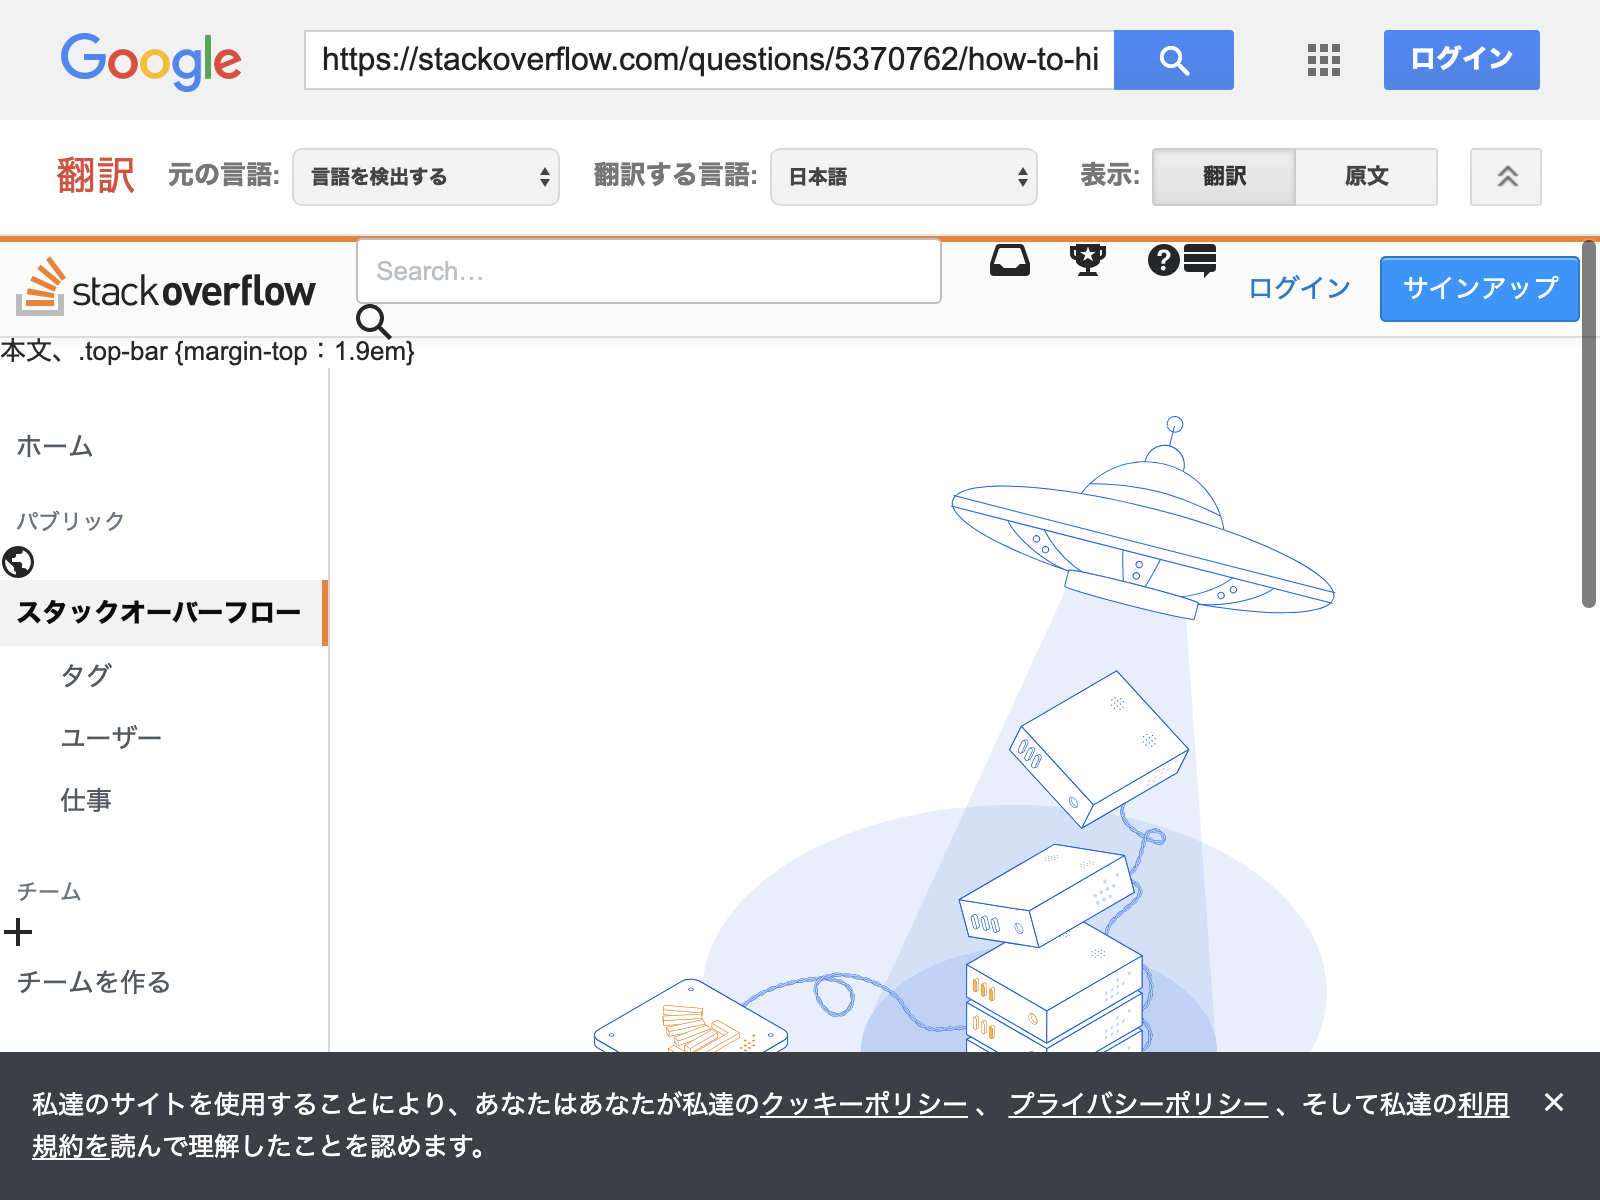 Google https://stackoverflow.com/questions/5370762/how-to-hi ログイン
翻訳 元の言語: 言語を検出する 翻訳する言語: 日本語 表示: 翻訳 原文
stackoverflow Search… ログイン サインアップ
本文、.top-bar {margin-top：1.9em}
ホーム
パブリック
スタックオーバーフロー
タグ
ユーザー
仕事
チーム
チームを作る
私達のサイトを使用することにより、あなたはあなたが私達のクッキーポリシー 、 プライバシーポリシー 、そして私達の利用
規約を読んで理解したことを認めます。